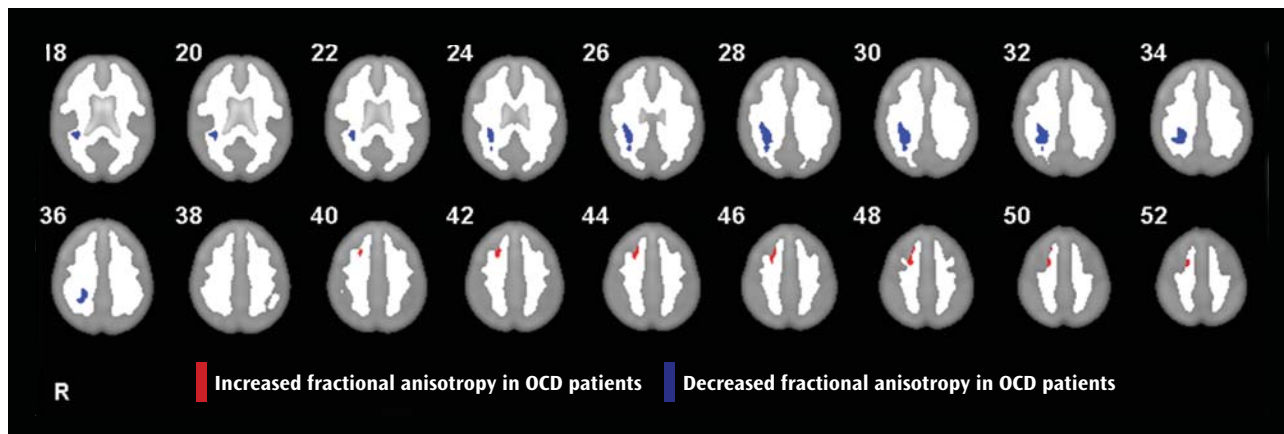 18 20 22 24 26 28 30 32 34
36 38 40 42 44 46 48 50 52
Increased fractional anisotropy in OCD patients Decreased fractional anisotropy in OCD patients
R